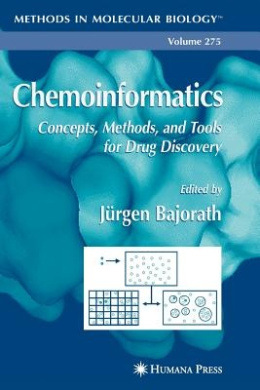 METHODS IN MOLECULAR BIOLOGY™
Volume 275
Chemoinformatics
Concepts, Methods, and Tools
for Drug Discovery
Edited by
Jürgen Bajorath
HUMANA PRESS